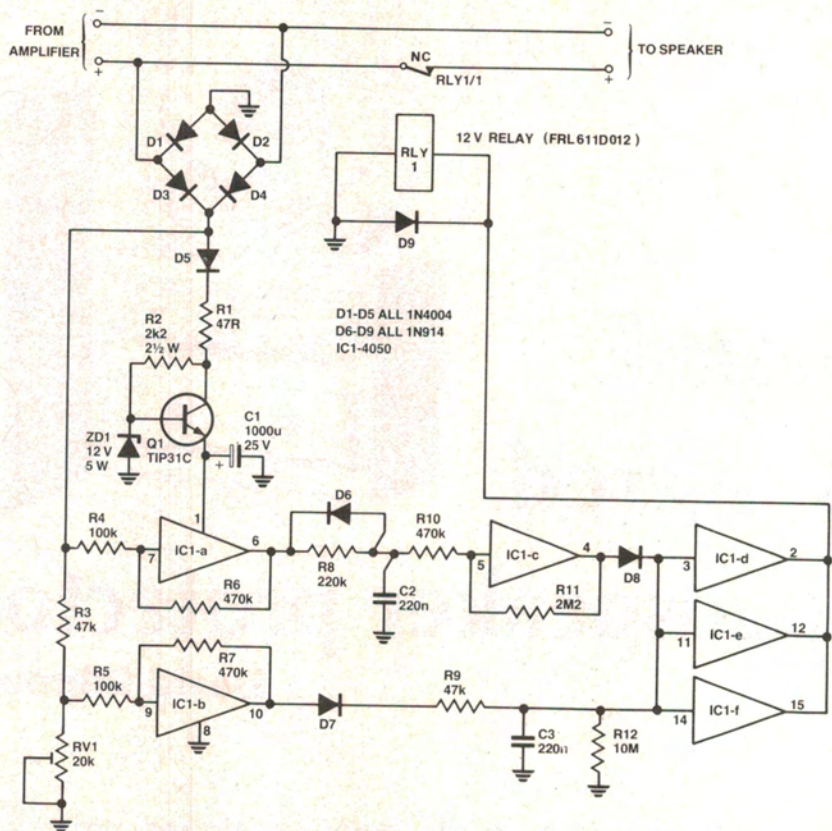 FROM
AMPLIFIER
−
+
NC
RLY1/1
−
+
TO SPEAKER
D1
D2
D3
D4
RLY
1
12 V RELAY (FRL611D012)
D9
D5
R1
47R
D1-D5 ALL 1N4004
D6-D9 ALL 1N914
IC1-4050
R2
2k2
2½ W
ZD1
12 V
5 W
Q1
TIP31C
C1
1000u
25 V
+
R4
100k
1
7
IC1-a
6
R6
470k
D6
R8
220k
C2
220n
R10
470k
5
IC1-c
4
R11
2M2
D8
3
IC1-d
2
11
IC1-e
12
14
IC1-f
15
R3
47k
R7
470k
R5
100k
9
IC1-b
8
10
D7
R9
47k
C3
220n
R12
10M
RV1
20k